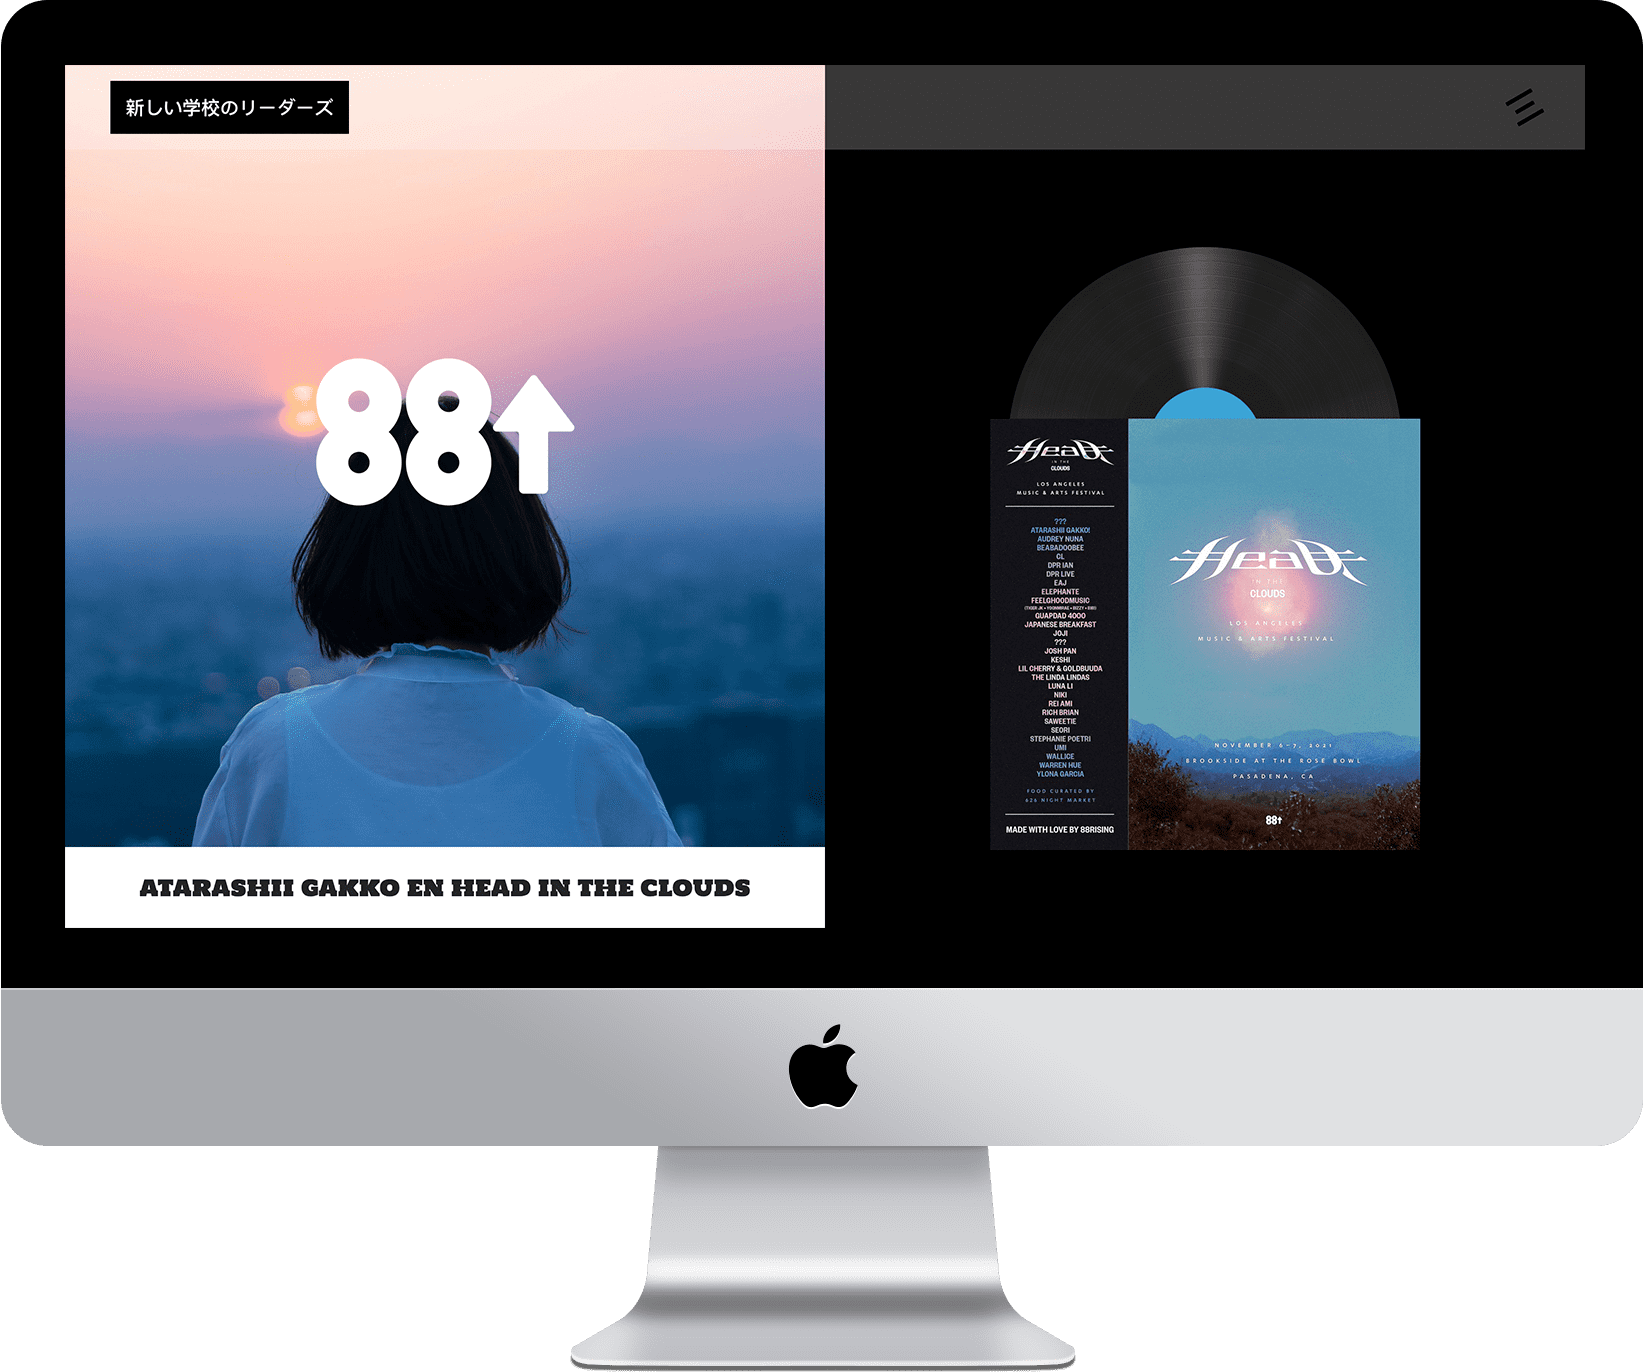 新しい学校のリーダーズ
88↑
ATARASHII GAKKO EN HEAD IN THE CLOUDS
Head
IN THE
CLOUDS
LOS ANGELES
MUSIC & ARTS FESTIVAL
???
ATARASHII GAKKO!
AUDREY NUNA
BEABADOOBEE
CL
DPR IAN
DPR LIVE
EAJ
ELEPHANTE
FEELGHOODMUSIC
(TIGER JK • YOONMIRAE • BIZZY • BIBI)
GUAPDAD 4000
JAPANESE BREAKFAST
JOJI
???
JOSH PAN
KESHI
LIL CHERRY & GOLDBUUDA
THE LINDA LINDAS
LUNA LI
NIKI
REI AMI
RICH BRIAN
SAWEETIE
SEORI
STEPHANIE POETRI
UMI
WALLICE
WARREN HUE
YLONA GARCIA
FOOD CURATED BY
626 NIGHT MARKET
MADE WITH LOVE BY 88RISING
Head
IN THE
CLOUDS
LOS ANGELES
MUSIC & ARTS FESTIVAL
NOVEMBER 6-7, 2021
BROOKSIDE AT THE ROSE BOWL
PASADENA, CA
88↑